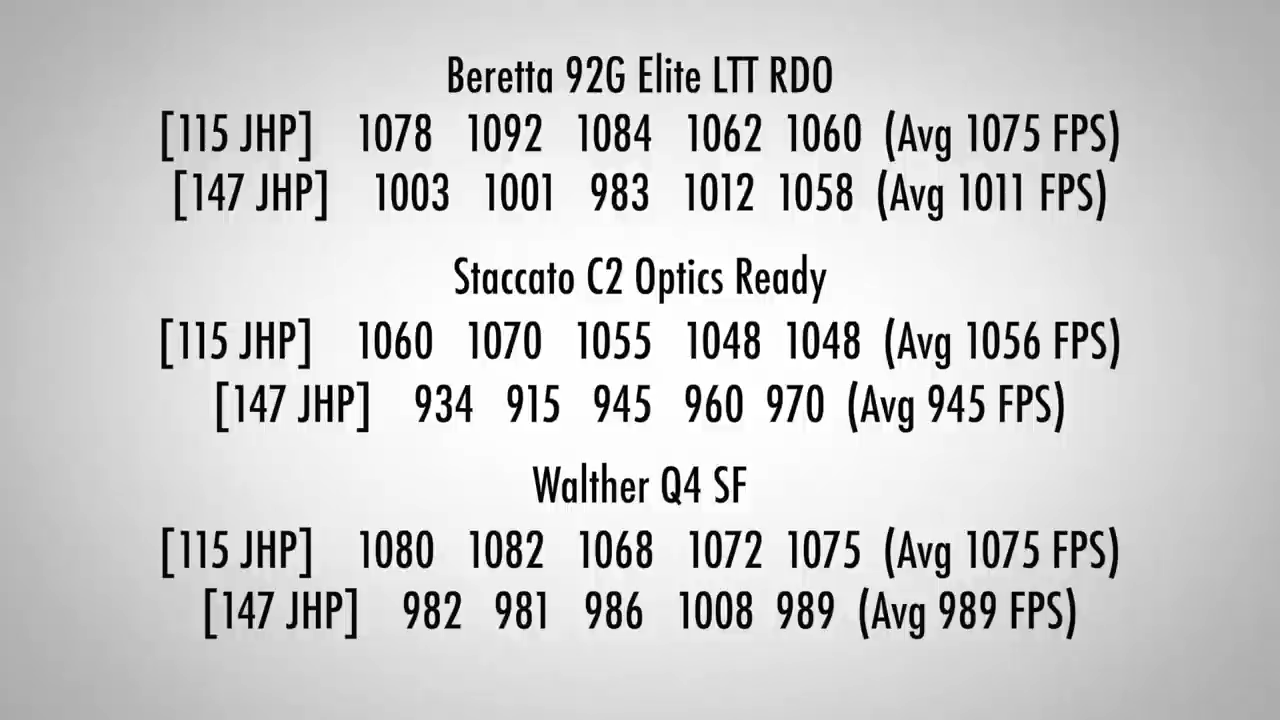 Beretta 92G Elite LTT RDO
[115 JHP] 1078 1092 1084 1062 1060 (Avg 1075 FPS)
[147 JHP] 1003 1001 983 1012 1058 (Avg 1011 FPS)
Staccato C2 Optics Ready
[115 JHP] 1060 1070 1055 1048 1048 (Avg 1056 FPS)
[147 JHP] 934 915 945 960 970 (Avg 945 FPS)
Walther Q4 SF
[115 JHP] 1080 1082 1068 1072 1075 (Avg 1075 FPS)
[147 JHP] 982 981 986 1008 989 (Avg 989 FPS)